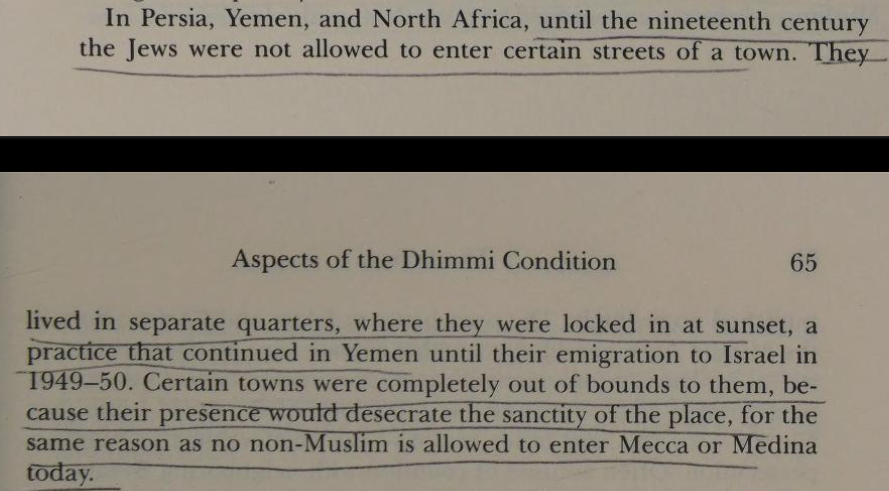 In Persia, Yemen, and North Africa, until the nineteenth century
the Jews were not allowed to enter certain streets of a town. They
Aspects of the Dhimmi Condition 65
lived in separate quarters, where they were locked in at sunset, a
practice that continued in Yemen until their emigration to Israel in
1949–50. Certain towns were completely out of bounds to them, be-
cause their presence would desecrate the sanctity of the place, for the
same reason as no non-Muslim is allowed to enter Mecca or Medina
today.